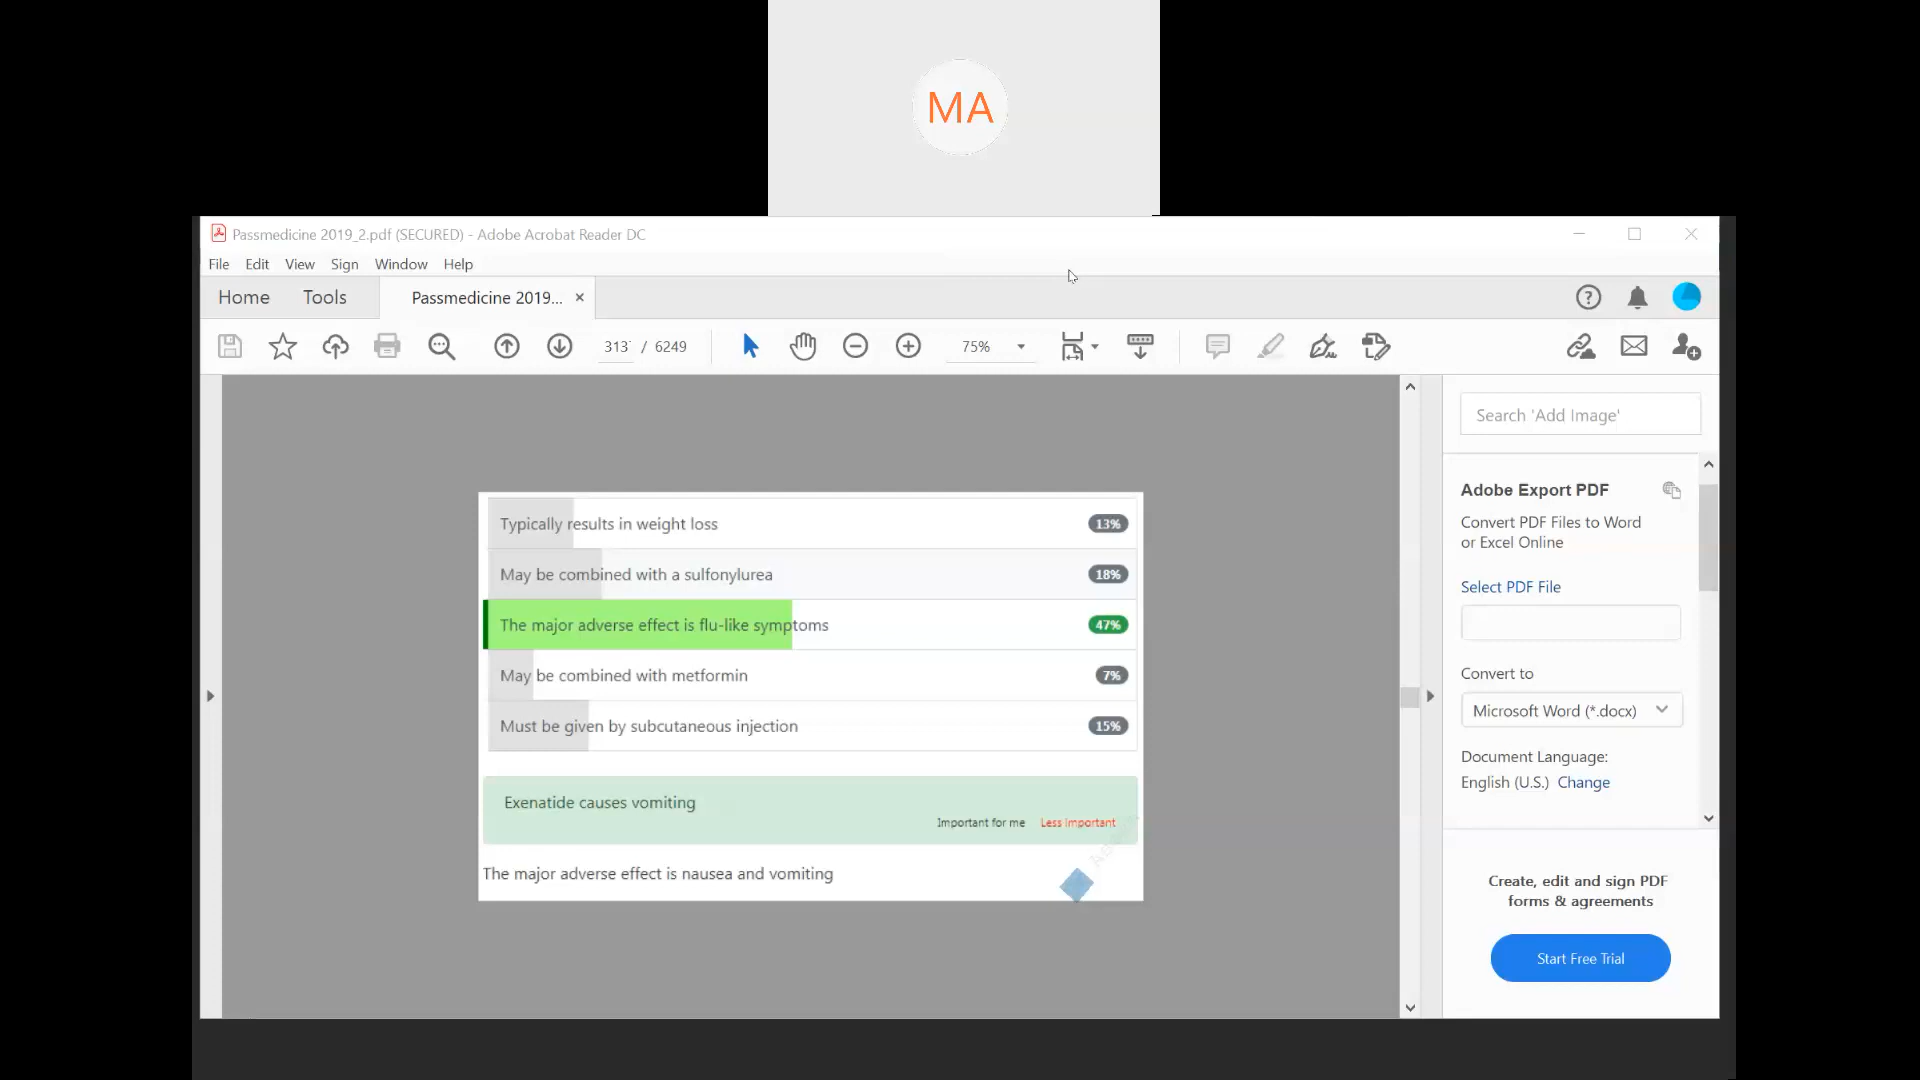 MA
Passmedicine 2019_2.pdf (SECURED) - Adobe Acrobat Reader DC
File Edit View Sign Window Help
Home Tools Passmedicine 2019... ×
313 / 6249 75%
Search 'Add Image'
Adobe Export PDF
Convert PDF Files to Word
or Excel Online
Select PDF File
Convert to
Microsoft Word (*.docx)
Document Language:
English (U.S.) Change
Create, edit and sign PDF
forms & agreements
Start Free Trial
Typically results in weight loss 13%
May be combined with a sulfonylurea 18%
The major adverse effect is flu-like symptoms 47%
May be combined with metformin 7%
Must be given by subcutaneous injection 15%
Exenatide causes vomiting
Important for me Less important
The major adverse effect is nausea and vomiting